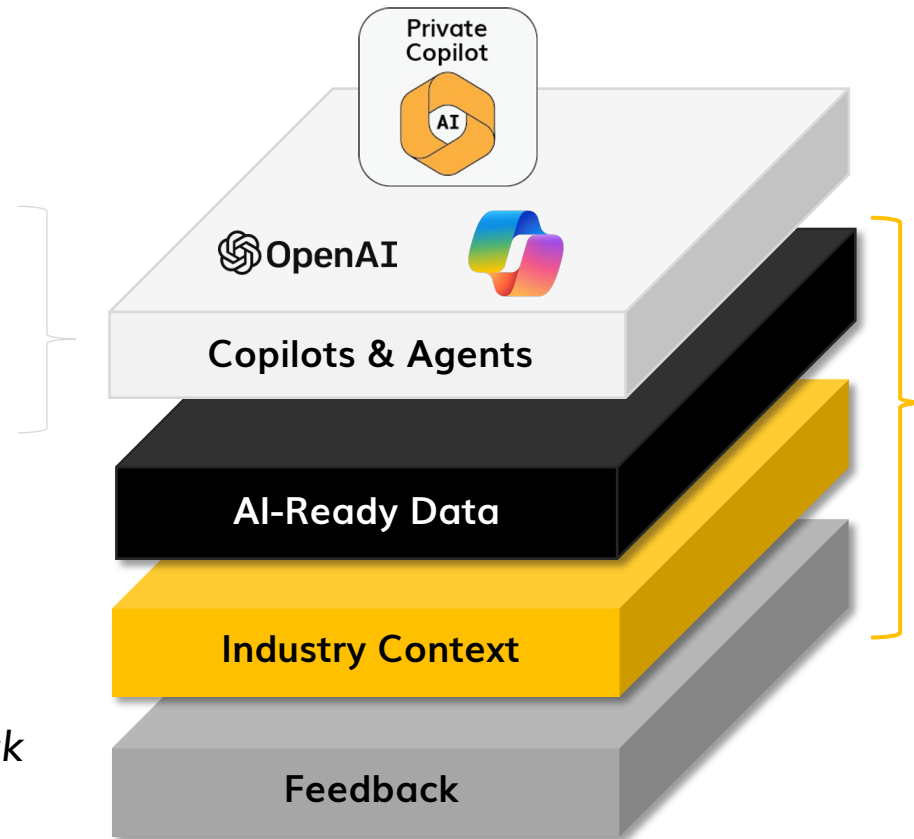 Private
Copilot
AI
OpenAI
Copilots & Agents
AI-Ready Data
Industry Context
Feedback